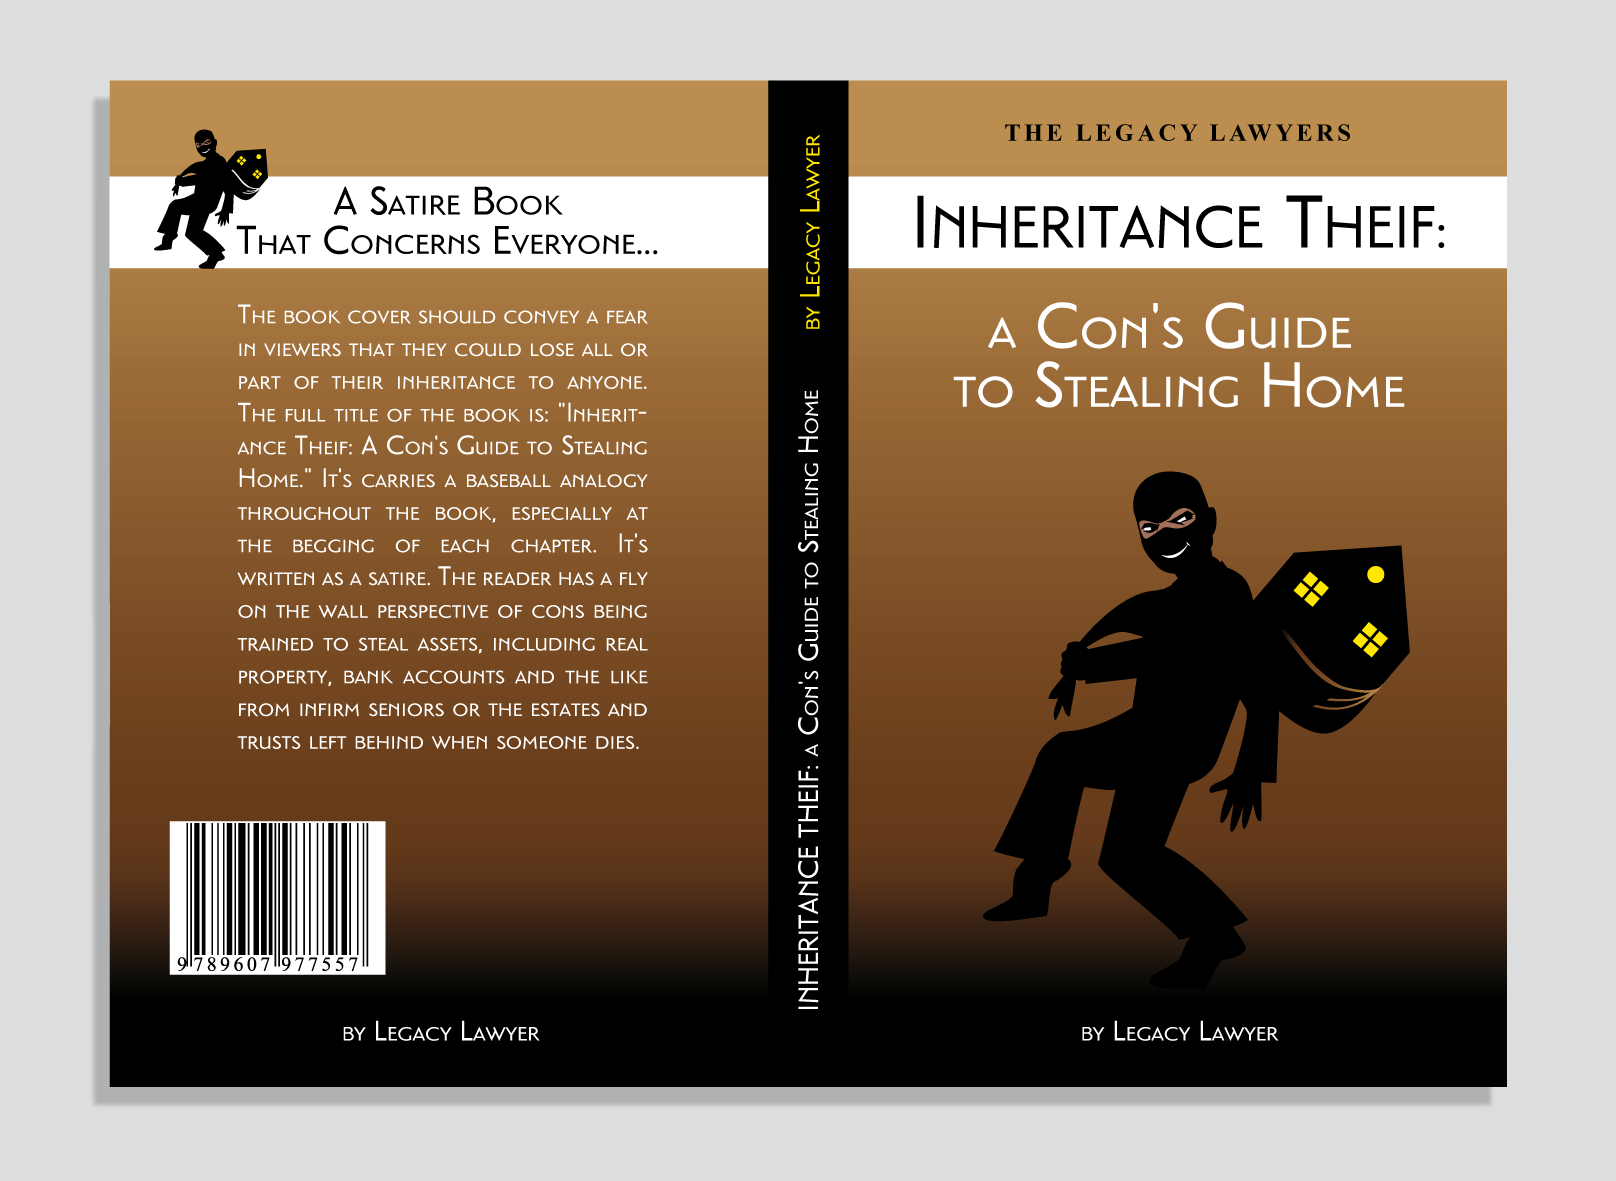 A Satire Book
That Concerns Everyone...
The book cover should convey a fear
in viewers that they could lose all or
part of their inheritance to anyone.
The full title of the book is: "Inherit-
ance Theif: A Con's Guide to Stealing
Home." It's carries a baseball analogy
throughout the book, especially at
the begging of each chapter. It's
written as a satire. The reader has a fly
on the wall perspective of cons being
trained to steal assets, including real
property, bank accounts and the like
from infirm seniors or the estates and
trusts left behind when someone dies.
9 789607 977557
by Legacy Lawyer
INHERITANCE THEIF: a Con's Guide to Stealing Home
by Legacy Lawyer
THE LEGACY LAWYERS
Inheritance Theif:
a Con's Guide
to Stealing Home
by Legacy Lawyer